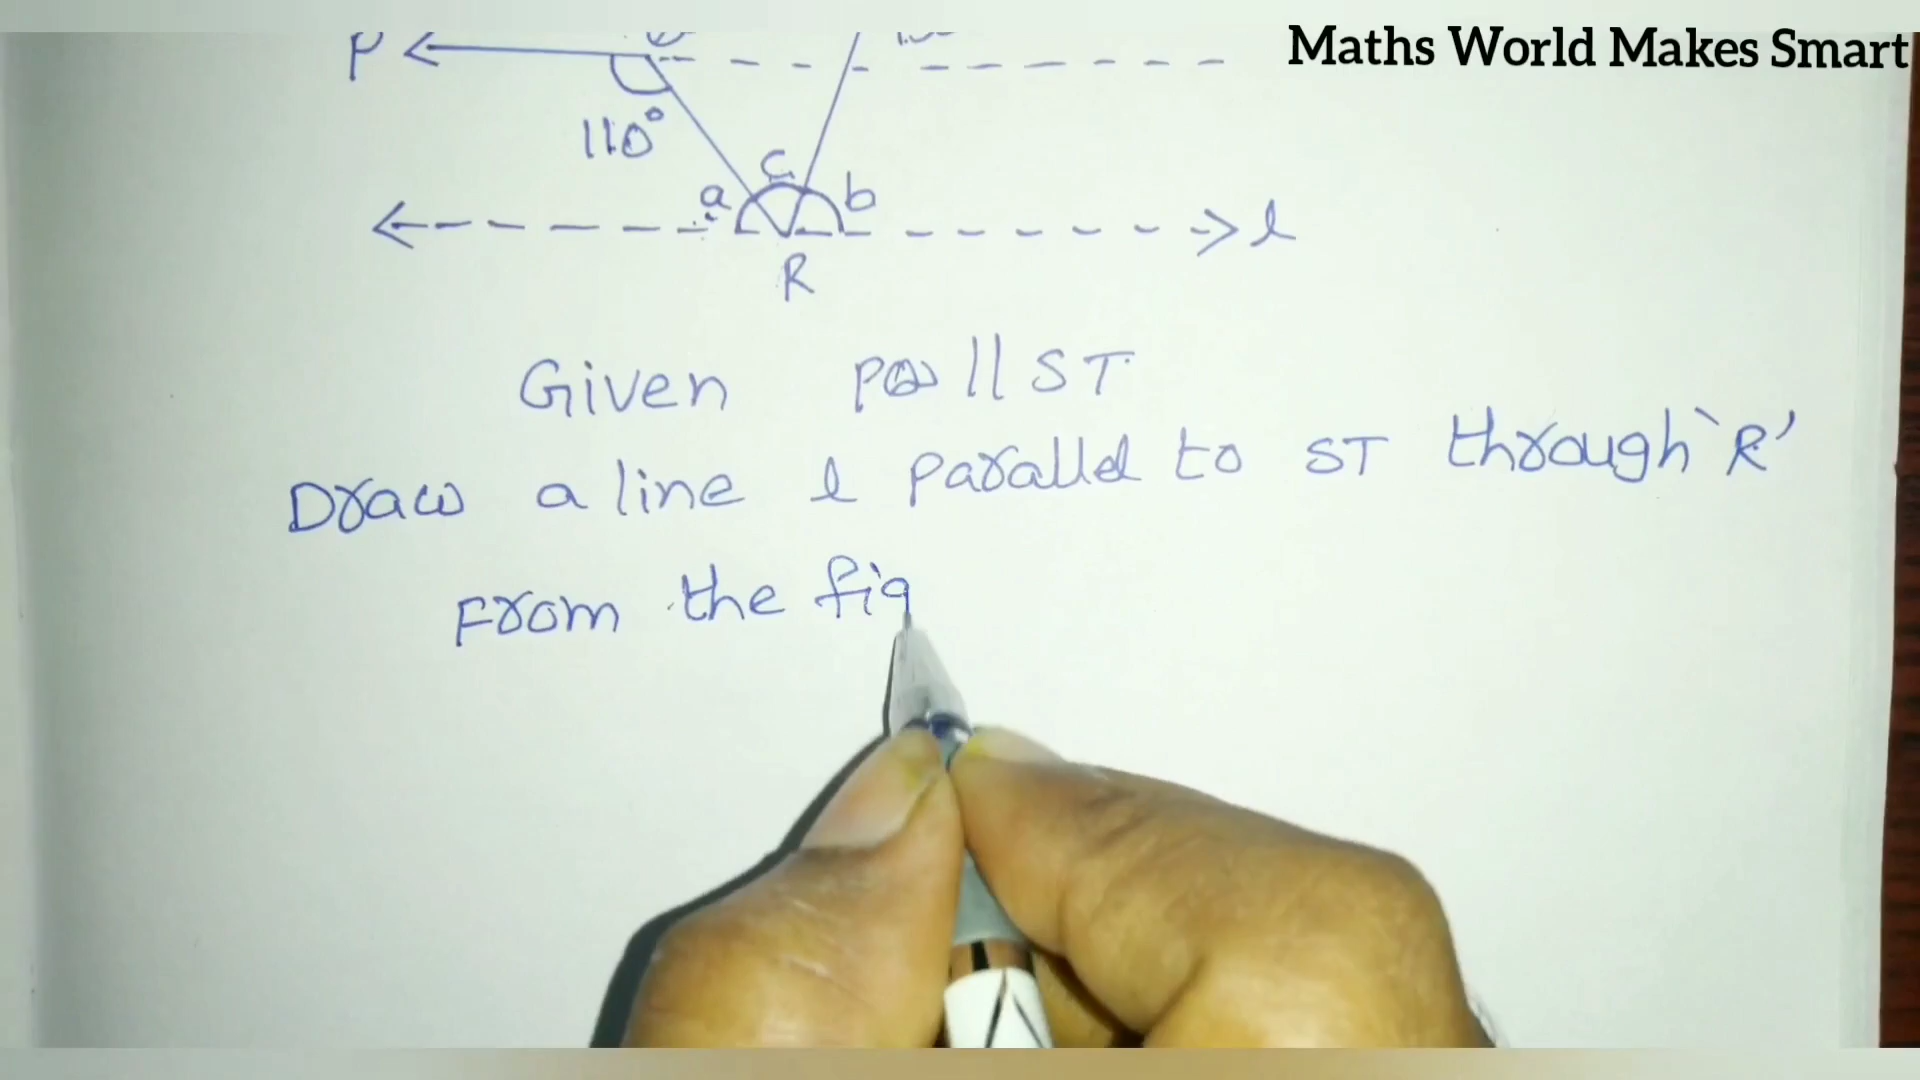 Maths World Makes Smart
P
110°
a c b
l
R
Given PQ || ST
Draw a line l parallel to ST through 'R'
From the fig